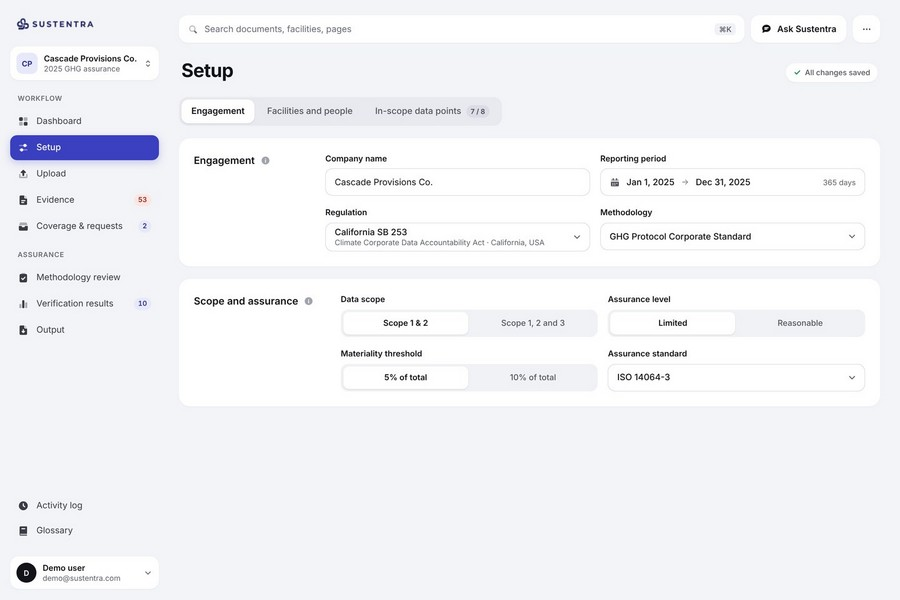 SUSTENTRA
CP
Cascade Provisions Co.
2025 GHG assurance
WORKFLOW
Dashboard
Setup
Upload
Evidence 53
Coverage & requests 2
ASSURANCE
Methodology review
Verification results 10
Output
Activity log
Glossary
D
Demo user
demo@sustentra.com
Search documents, facilities, pages ⌘K
Ask Sustentra
Setup
All changes saved
Engagement Facilities and people In-scope data points 7 / 8
Engagement
Company name
Cascade Provisions Co.
Reporting period
Jan 1, 2025 → Dec 31, 2025 365 days
Regulation
California SB 253
Climate Corporate Data Accountability Act · California, USA
Methodology
GHG Protocol Corporate Standard
Scope and assurance
Data scope
Scope 1 & 2 Scope 1, 2 and 3
Assurance level
Limited Reasonable
Materiality threshold
5% of total 10% of total
Assurance standard
ISO 14064-3